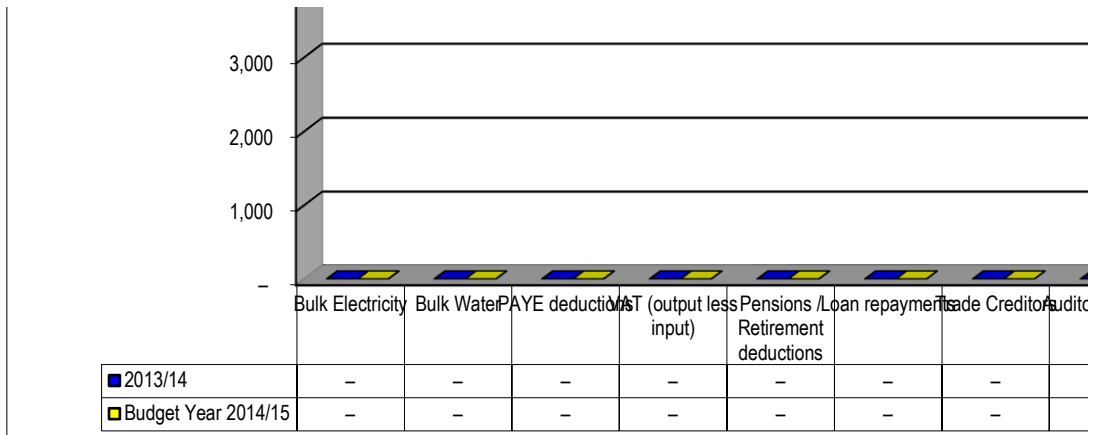 3,000
2,000
1,000
–
Bulk Electricity Bulk Water PAYE deductions VAT (output less input) Pensions / Retirement deductions Loan repayments Trade Creditors Audito
2013/14 – – – – – – –
Budget Year 2014/15 – – – – – – –